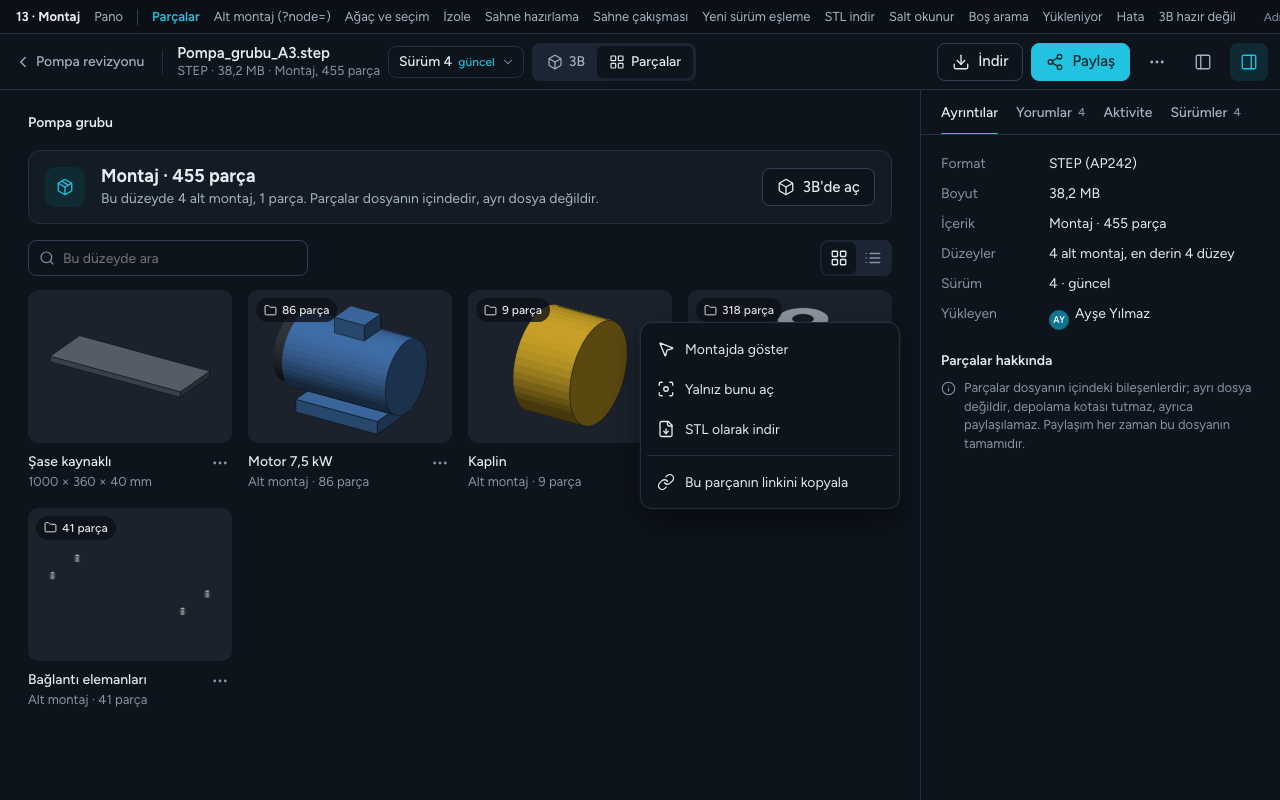 13 · Montaj Pano Parçalar Alt montaj (?node=) Ağaç ve seçim İzole Sahne hazırlama Sahne çakışması Yeni sürüm eşleme STL indir Salt okunur Boş arama Yükleniyor Hata 3B hazır değil
Pompa revizyonu
Pompa_grubu_A3.step
STEP · 38,2 MB · Montaj, 455 parça
Sürüm 4 güncel
3B Parçalar
İndir
Paylaş
Ayrıntılar Yorumlar 4 Aktivite Sürümler 4
Pompa grubu
Montaj · 455 parça
Bu düzeyde 4 alt montaj, 1 parça. Parçalar dosyanın içindedir, ayrı dosya değildir.
3B'de aç
Bu düzeyde ara
86 parça
9 parça
318 parça
Montajda göster
Yalnız bunu aç
STL olarak indir
Bu parçanın linkini kopyala
Şase kaynaklı
1000 × 360 × 40 mm
Motor 7,5 kW
Alt montaj · 86 parça
Kaplin
Alt montaj · 9 parça
41 parça
Bağlantı elemanları
Alt montaj · 41 parça
Format STEP (AP242)
Boyut 38,2 MB
İçerik Montaj · 455 parça
Düzeyler 4 alt montaj, en derin 4 düzey
Sürüm 4 · güncel
Yükleyen AY Ayşe Yılmaz
Parçalar hakkında
Parçalar dosyanın içindeki bileşenlerdir; ayrı dosya
değildir, depolama kotası tutmaz, ayrıca
paylaşılamaz. Paylaşım her zaman bu dosyanın
tamamıdır.